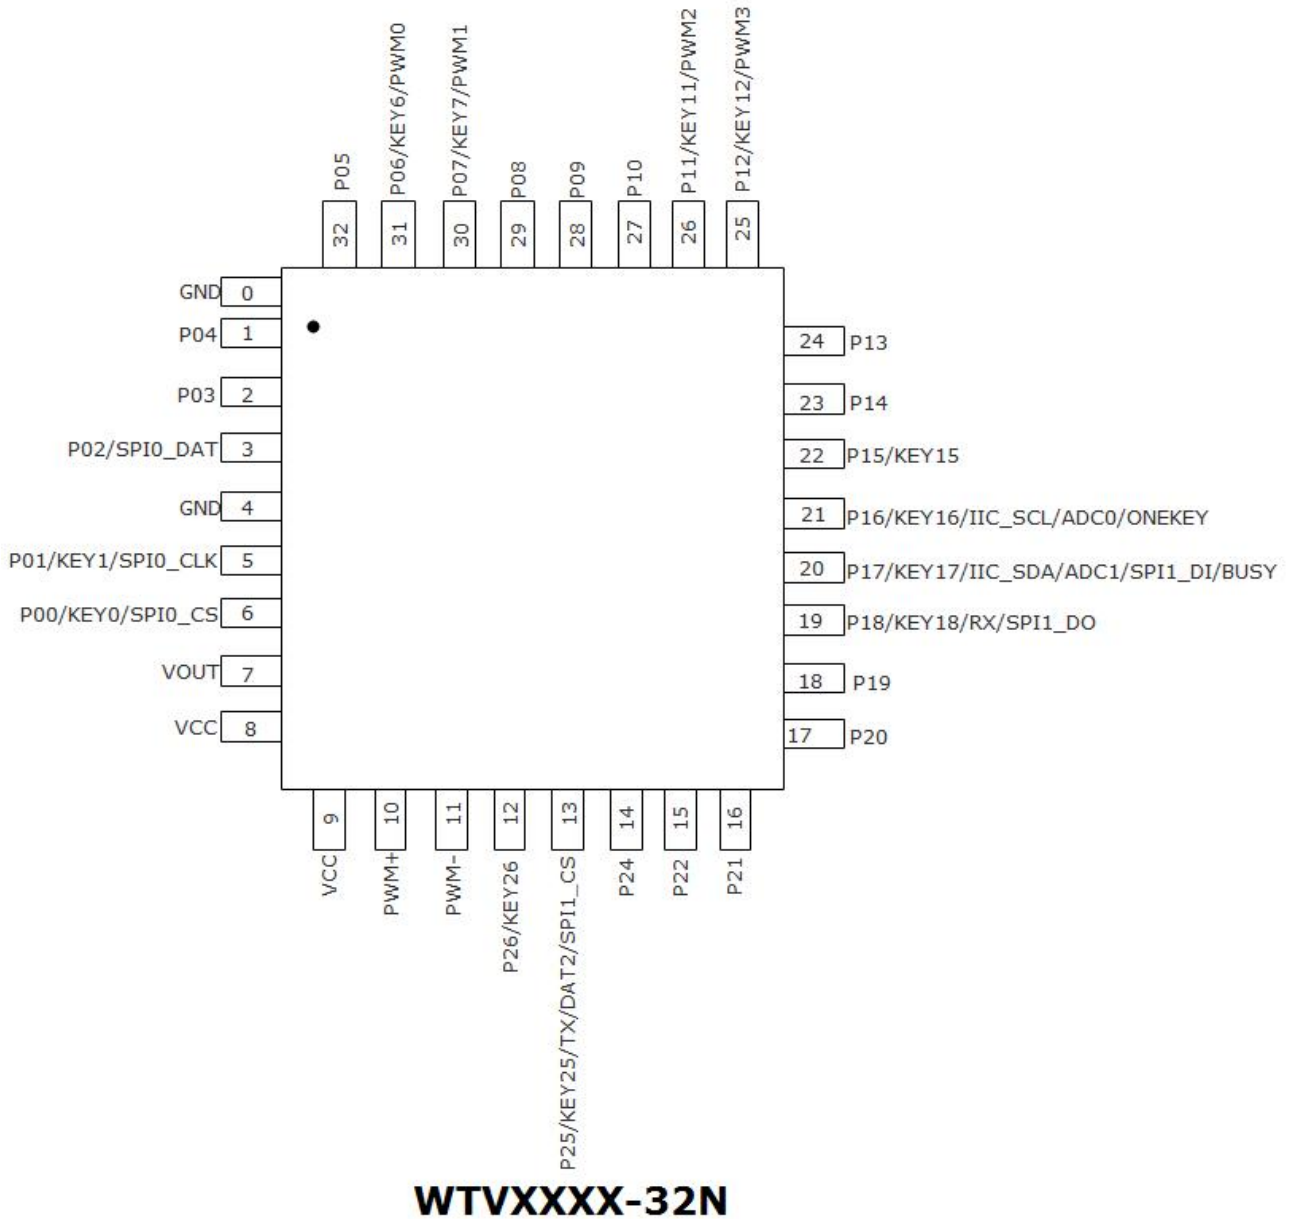 P05
P06/KEY6/PWM0
P07/KEY7/PWM1
P08
P09
P10
P11/KEY11/PWM2
P12/KEY12/PWM3
32
31
30
29
28
27
26
25
GND 0
P04 1
P03 2
P02/SPI0_DAT 3
GND 4
P01/KEY1/SPI0_CLK 5
P00/KEY0/SPI0_CS 6
VOUT 7
VCC 8
24 P13
23 P14
22 P15/KEY15
21 P16/KEY16/IIC_SCL/ADC0/ONEKEY
20 P17/KEY17/IIC_SDA/ADC1/SPI1_DI/BUSY
19 P18/KEY18/RX/SPI1_DO
18 P19
17 P20
9
10
11
12
13
14
15
16
VCC
PWM+
PWM-
P26/KEY26
P25/KEY25/TX/DAT2/SPI1_CS
P24
P22
P21
WTVXXXX-32N